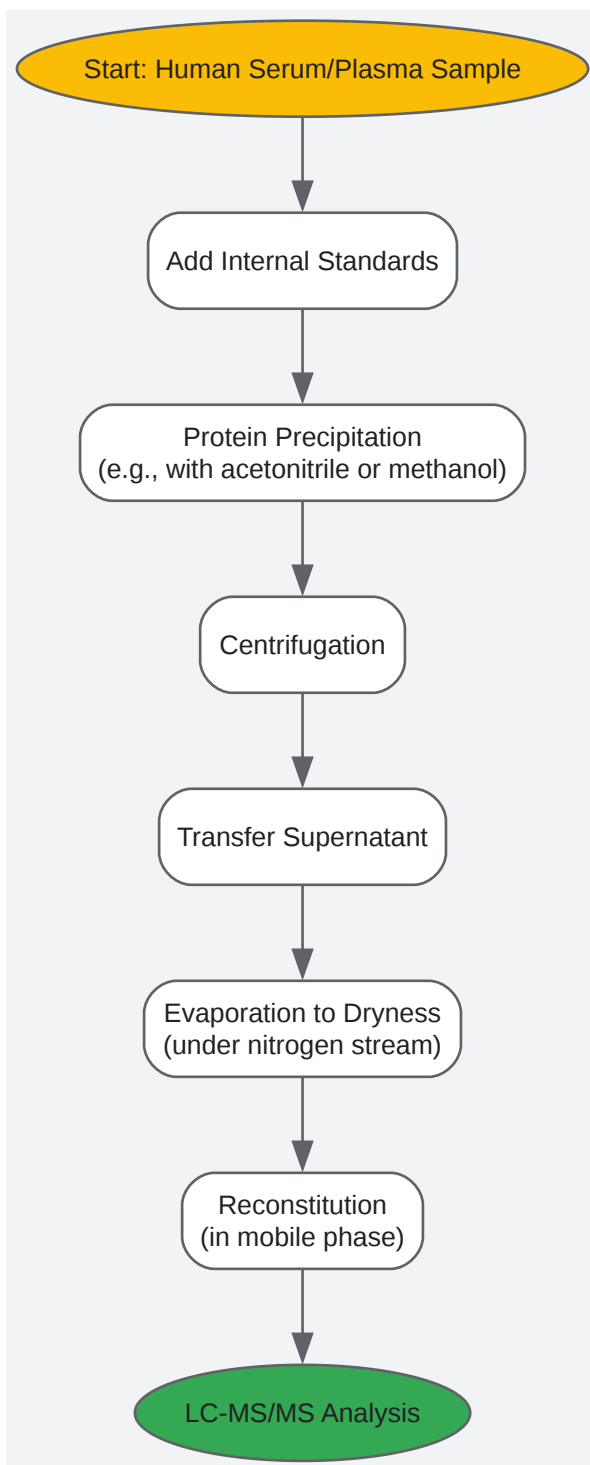 Start: Human Serum/Plasma Sample
Add Internal Standards
Protein Precipitation
(e.g., with acetonitrile or methanol)
Centrifugation
Transfer Supernatant
Evaporation to Dryness
(under nitrogen stream)
Reconstitution
(in mobile phase)
LC-MS/MS Analysis